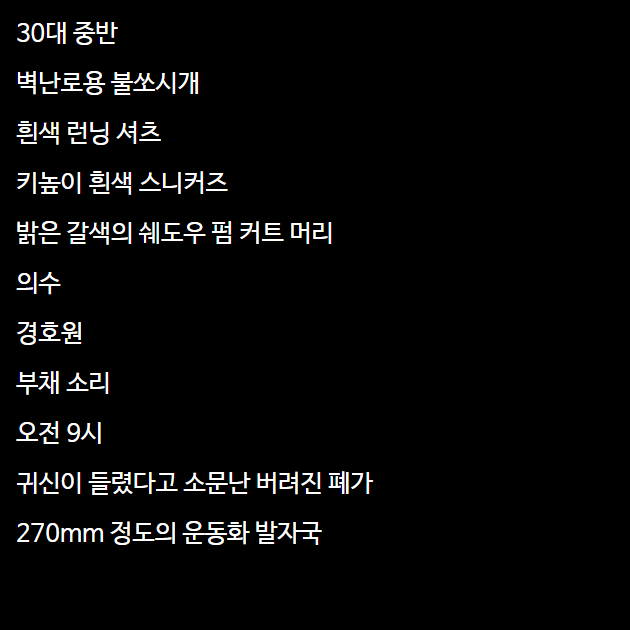 30대 중반
벽난로용 불쏘시개
흰색 런닝 셔츠
키높이 흰색 스니커즈
밝은 갈색의 쉐도우 펌 커트 머리
의수
경호원
부채 소리
오전 9시
귀신이 들렸다고 소문난 버려진 폐가
270mm 정도의 운동화 발자국